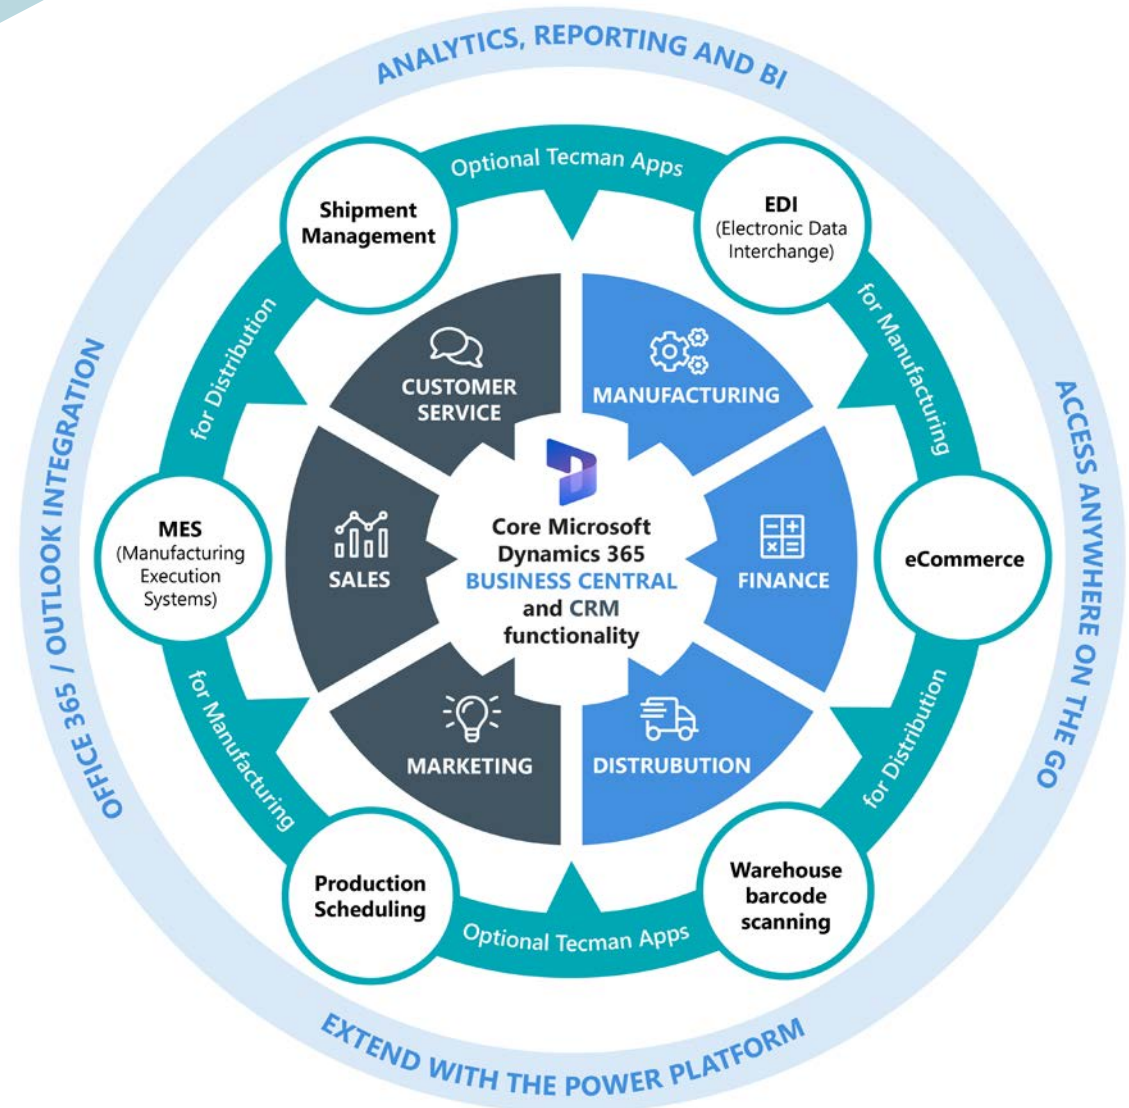 ANALYTICS, REPORTING AND BI
Optional Tecman Apps
Shipment
Management
EDI
(Electronic Data
Interchange)
for Distribution
for Manufacturing
CUSTOMER
SERVICE
MANUFACTURING
OFFICE 365 / OUTLOOK INTEGRATION
ACCESS ANYWHERE ON THE GO
MES
(Manufacturing
Execution
Systems)
SALES
Core Microsoft
Dynamics 365
BUSINESS CENTRAL
and CRM
functionality
FINANCE
eCommerce
for Manufacturing
for Distribution
MARKETING
DISTRUBUTION
Production
Scheduling
Warehouse
barcode
scanning
Optional Tecman Apps
EXTEND WITH THE POWER PLATFORM